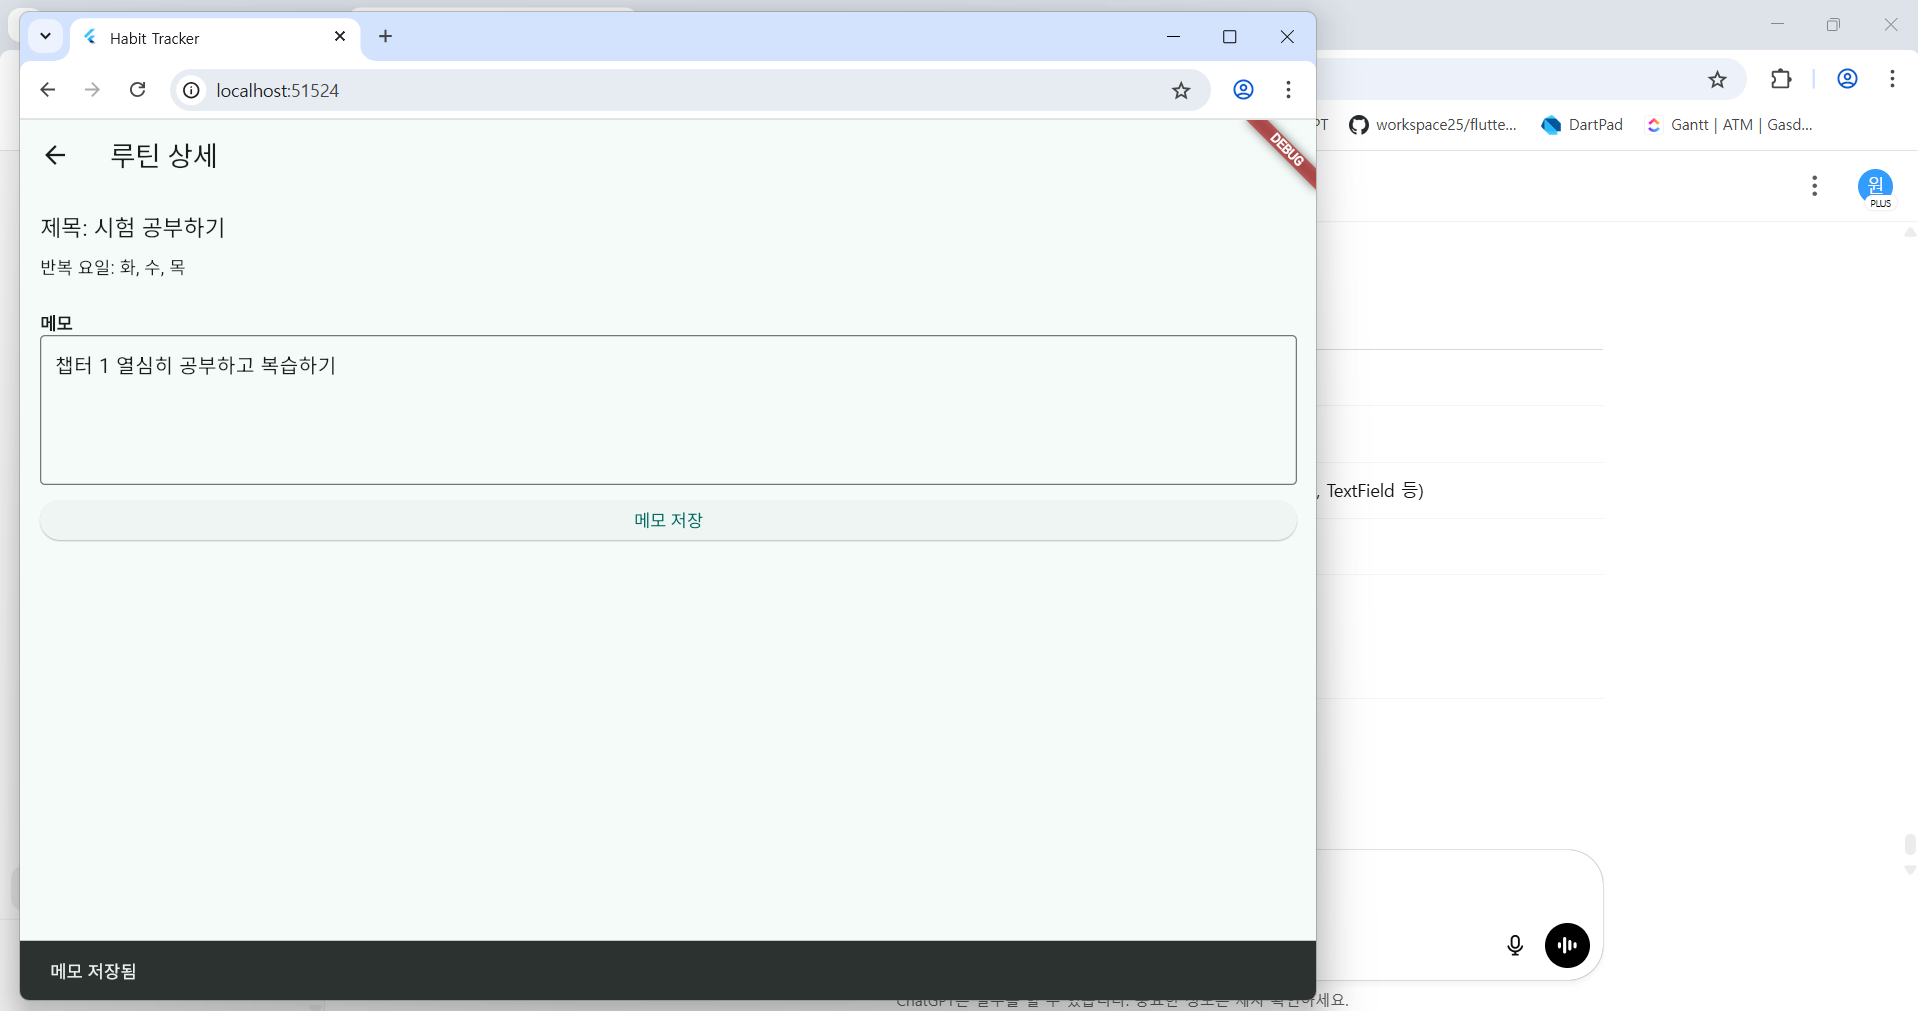 Habit Tracker
localhost:51524
PT
workspace25/flutte...
DartPad
Gantt | ATM | Gasd...
루틴 상세
DEBUG
원
PLUS
제목: 시험 공부하기
반복 요일: 화, 수, 목
메모
챕터 1 열심히 공부하고 복습하기
, TextField 등)
메모 저장
메모 저장됨